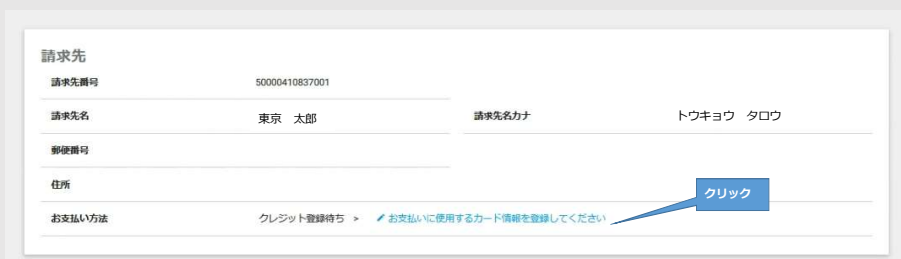 請求先
請求先番号 50000410837001
請求先名 東京 太郎 請求先名カナ トウキョウ タロウ
郵便番号
住所
クリック
お支払い方法 クレジット登録待ち > お支払いに使用するカード情報を登録してください